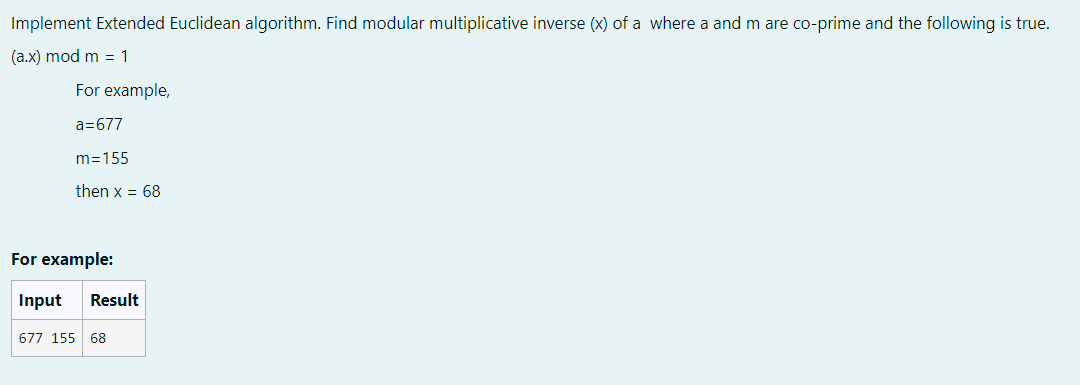 Implement Extended Euclidean algorithm. Find modular multiplicative inverse (x) of a  where a and m are co-prime and the following is true.
(a.x) mod m = 1
For example,
a=677
m=155
then x = 68
For example:
Input Result
677 155 68